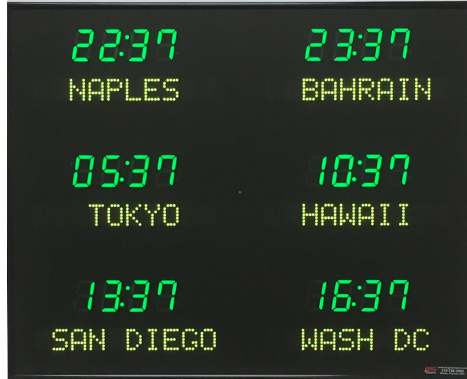 22:37 23:37
NAPLES BAHRAIN
05:37 10:37
TOKYO HAWAII
13:37 16:37
SAN DIEGO WASH DC